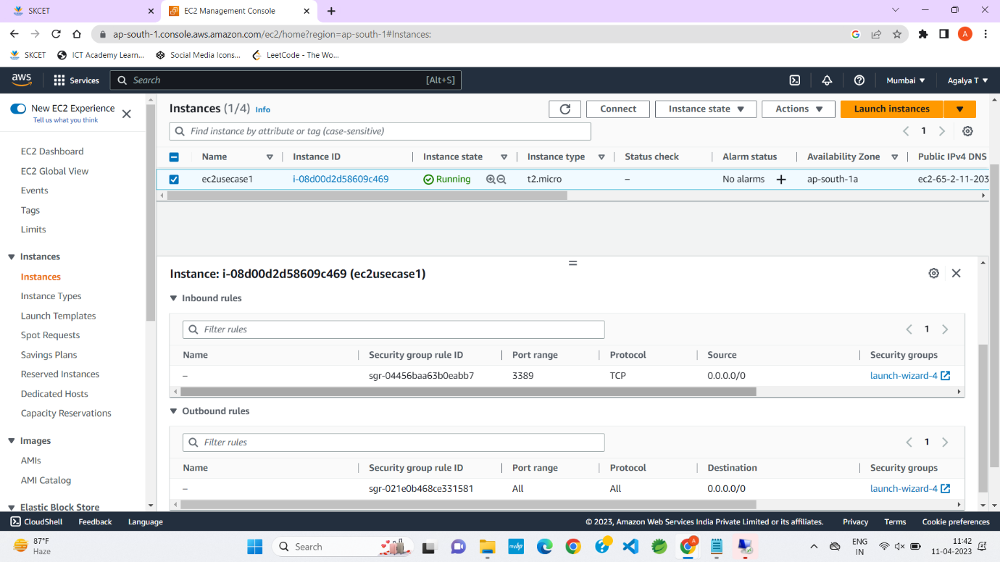 SKCET
EC2 Management Console
ap-south-1.console.aws.amazon.com/ec2/home?region=ap-south-1#Instances:
A
SKCET
ICT Academy Learn...
Social Media Icons...
LeetCode - The Wo...
aws
Services
Search
[Alt+S]
Mumbai
Agalya T
New EC2 Experience
Tell us what you think
EC2 Dashboard
EC2 Global View
Events
Tags
Limits
Instances
Instances
Instance Types
Launch Templates
Spot Requests
Savings Plans
Reserved Instances
Dedicated Hosts
Capacity Reservations
Images
AMIs
AMI Catalog
Elastic Block Store
Instances (1/4) Info
Connect
Instance state
Actions
Launch instances
Find instance by attribute or tag (case-sensitive)
1
Name Instance ID Instance state Instance type Status check Alarm status Availability Zone Public IPv4 DNS
ec2usecase1 i-08d00d2d58609c469 Running t2.micro – No alarms + ap-south-1a ec2-65-2-11-203
Instance: i-08d00d2d58609c469 (ec2usecase1)
Inbound rules
Filter rules
1
Name Security group rule ID Port range Protocol Source Security groups
– sgr-04456baa63b0eabb7 3389 TCP 0.0.0.0/0 launch-wizard-4
Outbound rules
Filter rules
1
Name Security group rule ID Port range Protocol Destination Security groups
– sgr-021e0b468ce331581 All All 0.0.0.0/0 launch-wizard-4
CloudShell Feedback Language © 2023, Amazon Web Services India Private Limited or its affiliates. Privacy Terms Cookie preferences
87°F
Haze
Search
myhp
A
ENG
IN
11:42
11-04-2023